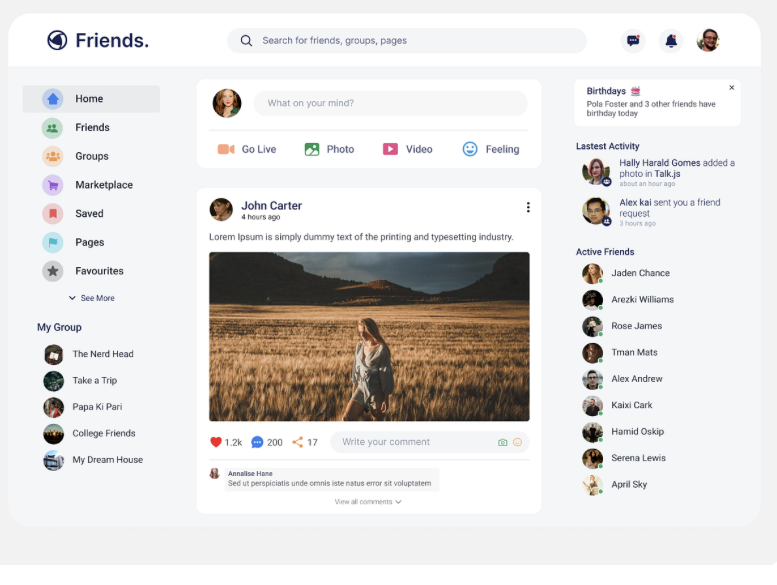 Friends.
Search for friends, groups, pages
Home
Friends
Groups
Marketplace
Saved
Pages
Favourites
See More
My Group
The Nerd Head
Take a Trip
Papa Ki Pari
College Friends
My Dream House
What on your mind?
Go Live
Photo
Video
Feeling
John Carter
4 hours ago
Lorem Ipsum is simply dummy text of the printing and typesetting industry.
1.2k
200
17
Write your comment
Annalise Hane
Sed ut perspiciatis unde omnis iste natus error sit voluptatem
View all comments
Birthdays
Pola Foster and 3 other friends have
birthday today
Lastest Activity
Hally Harald Gomes added a
photo in Talk.js
about an hour ago
Alex kai sent you a friend
request
3 hours ago
Active Friends
Jaden Chance
Arezki Williams
Rose James
Tman Mats
Alex Andrew
Kaixi Cark
Hamid Oskip
Serena Lewis
April Sky